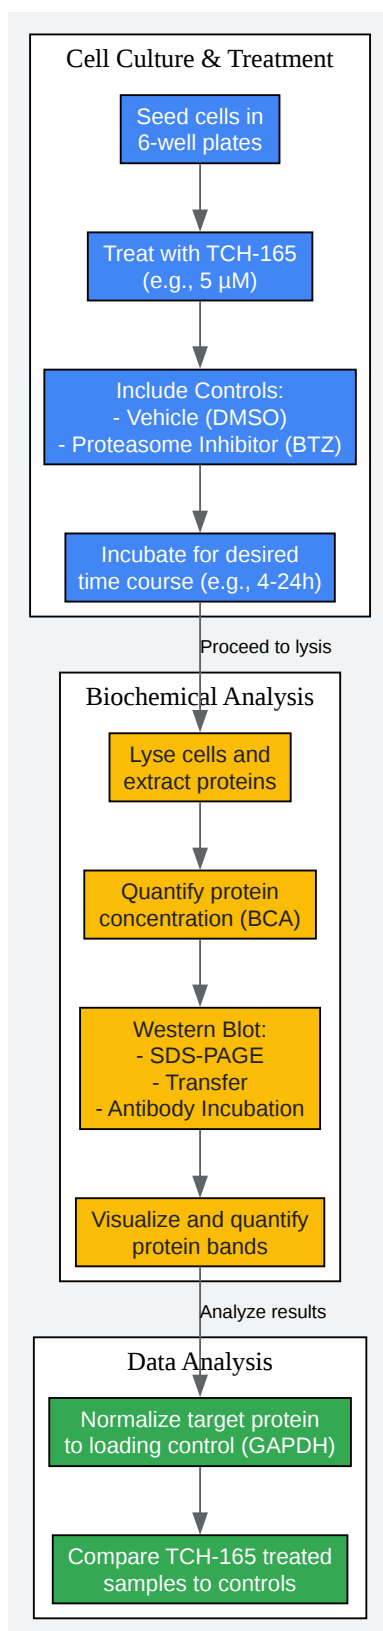 Cell Culture & Treatment
Seed cells in
6-well plates
Treat with TCH-165
(e.g., 5 µM)
Include Controls:
- Vehicle (DMSO)
- Proteasome Inhibitor (BTZ)
Incubate for desired
time course (e.g., 4-24h)
Proceed to lysis
Biochemical Analysis
Lyse cells and
extract proteins
Quantify protein
concentration (BCA)
Western Blot:
- SDS-PAGE
- Transfer
- Antibody Incubation
Visualize and quantify
protein bands
Analyze results
Data Analysis
Normalize target protein
to loading control (GAPDH)
Compare TCH-165 treated
samples to controls